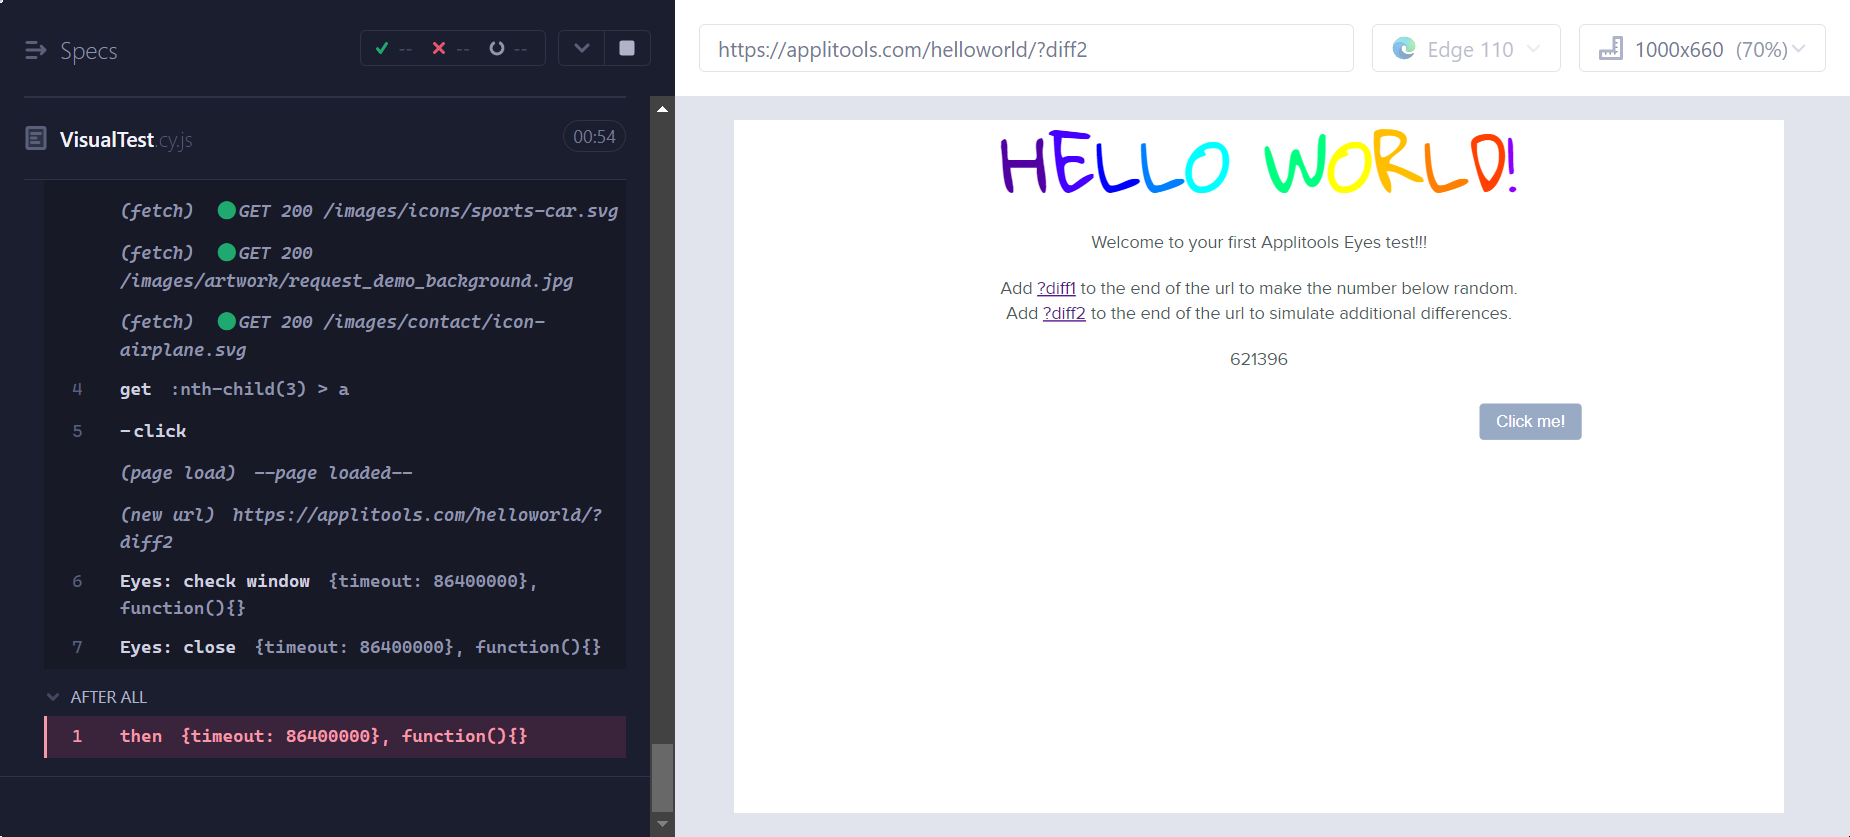 Specs
-- -- --
VisualTest.cy.js
00:54
(fetch) GET 200 /images/icons/sports-car.svg
(fetch) GET 200
/images/artwork/request_demo_background.jpg
(fetch) GET 200 /images/contact/icon-
airplane.svg
4 get :nth-child(3) > a
5 -click
(page load) --page loaded--
(new url) https://applitools.com/helloworld/?
diff2
6 Eyes: check window {timeout: 86400000},
function(){}
7 Eyes: close {timeout: 86400000}, function(){}
AFTER ALL
1 then {timeout: 86400000}, function(){}
https://applitools.com/helloworld/?diff2
Edge 110
1000x660 (70%)
HELLO WORLD!
Welcome to your first Applitools Eyes test!!!
Add ?diff1 to the end of the url to make the number below random.
Add ?diff2 to the end of the url to simulate additional differences.
621396
Click me!